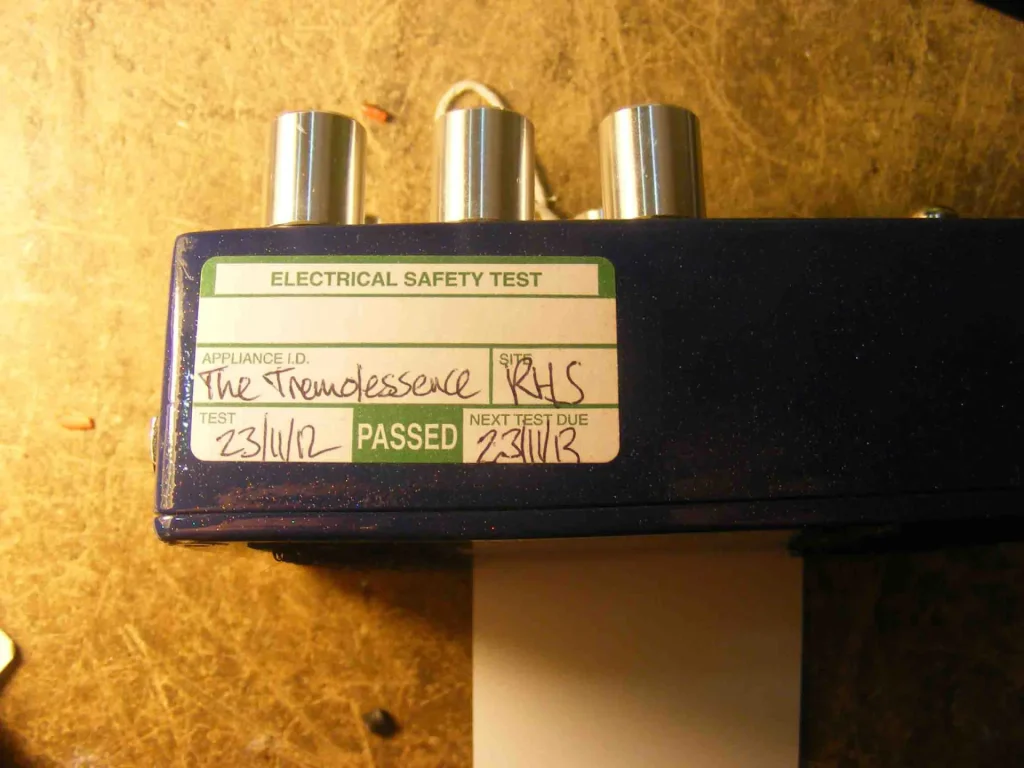 ELECTRICAL SAFETY TEST
APPLIANCE I.D. SITE
The Tremolessence RHS
TEST PASSED NEXT TEST DUE
23/11/12 23/11/13